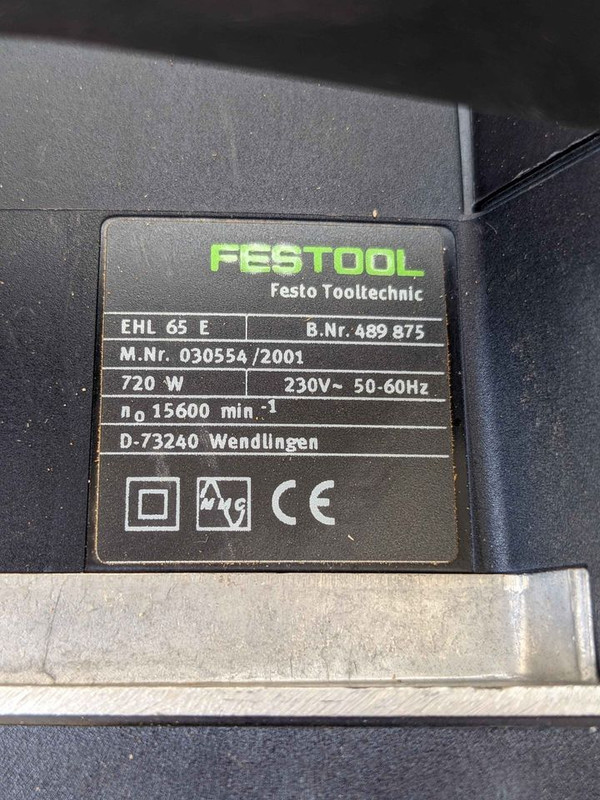 FESTOOL
Festo Tooltechnic
EHL 65 E B.Nr. 489 875
M.Nr. 030554/2001
720 W 230V~ 50-60Hz
n₀ 15600 min.⁻¹
D-73240 Wendlingen
MMC CE